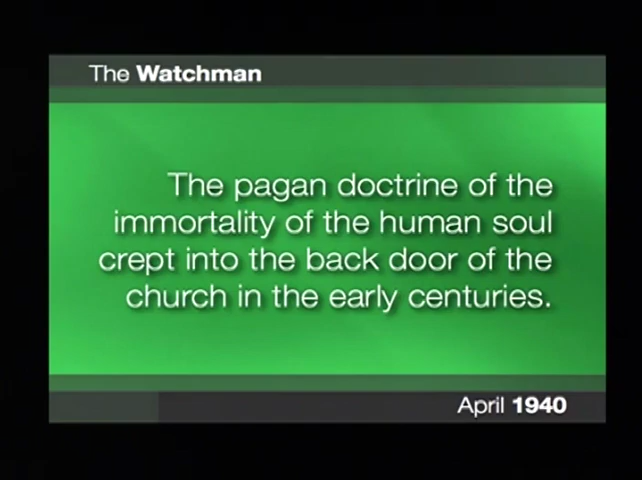 The Watchman
The pagan doctrine of the
immortality of the human soul
crept into the back door of the
church in the early centuries.
April 1940